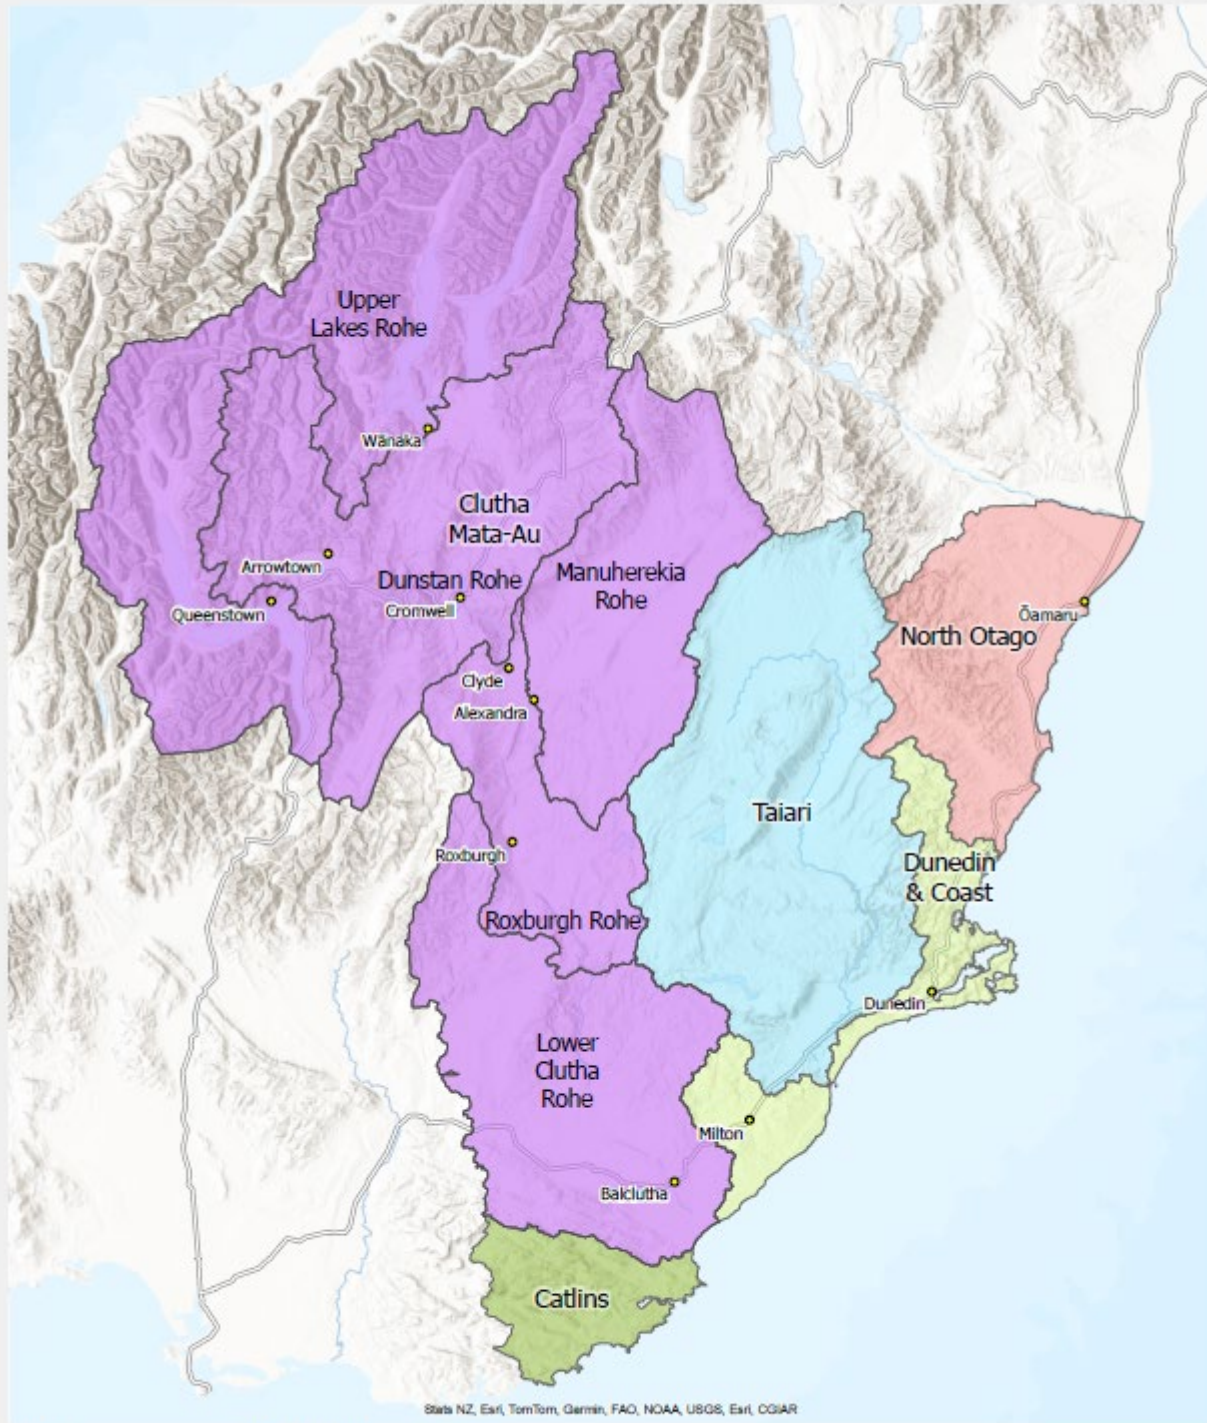 Upper
Lakes Rohe
Wānaka
Clutha
Mata-Au
Arrowtown
Dunstan Rohe
Manuherekia
Rohe
Queenstown
Cromwell
Ōamaru
North Otago
Clyde
Alexandra
Taiari
Roxburgh
Dunedin
& Coast
Roxburgh Rohe
Dunedin
Lower
Clutha
Rohe
Milton
Balclutha
Catlins
Stats NZ, Esri, TomTom, Garmin, FAO, NOAA, USGS, Esri, CGIAR